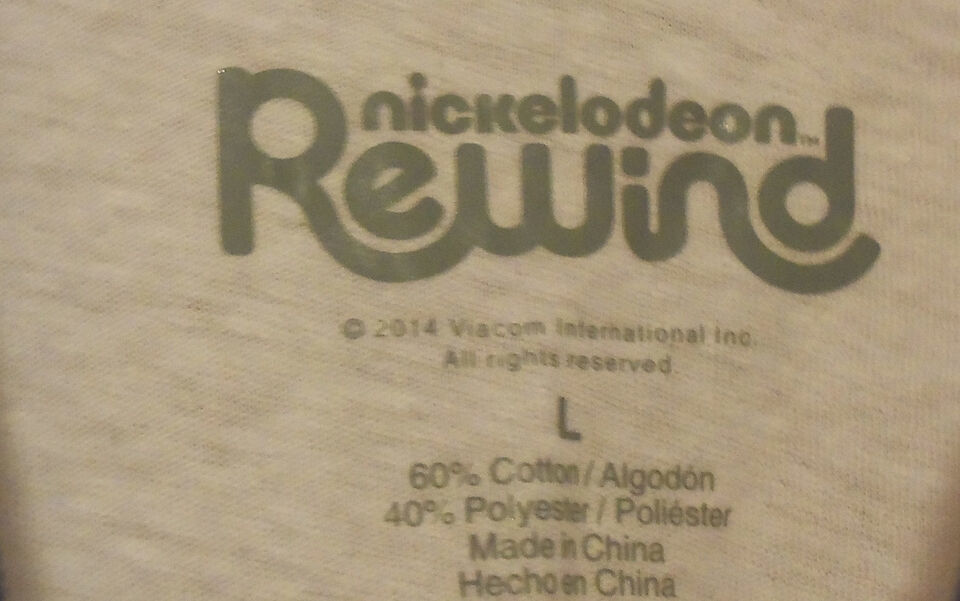 nickelodeon™
Rewind
© 2014 Viacom International Inc.
All rights reserved.
L
60% Cotton / Algodón
40% Polyester / Poliéster
Made in China
Hecho en China